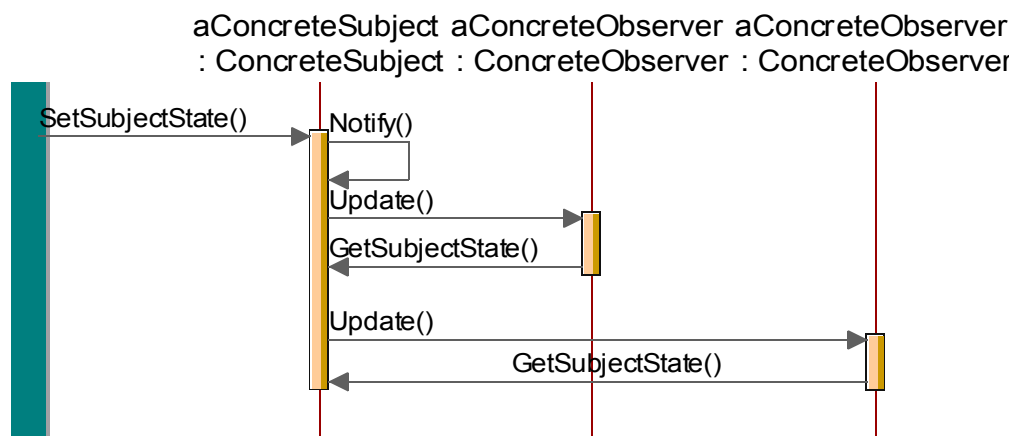 aConcreteSubject aConcreteObserver aConcreteObserver
: ConcreteSubject : ConcreteObserver : ConcreteObserver
SetSubjectState()
Notify()
Update()
GetSubjectState()
Update()
GetSubjectState()